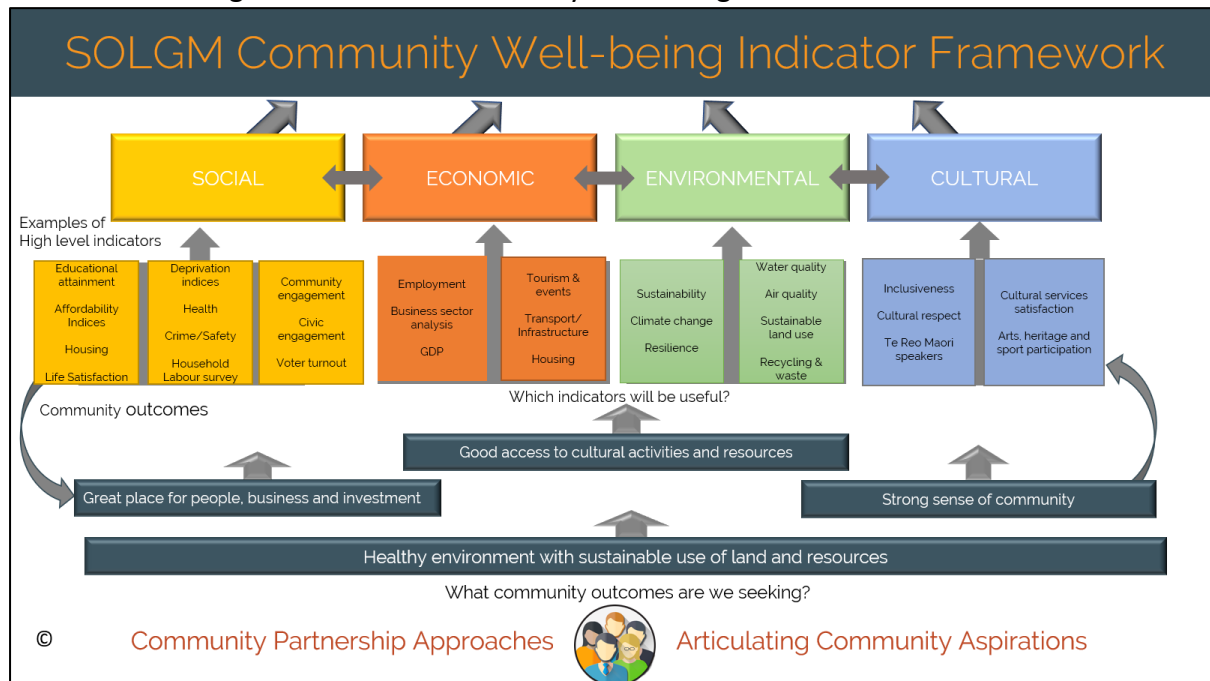 SOLGM Community Well-being Indicator Framework
SOCIAL
ECONOMIC
ENVIRONMENTAL
CULTURAL
Examples of
High level indicators
Educational
attainment
Affordability
Indices
Housing
Life Satisfaction
Deprivation
indices
Health
Crime/Safety
Household
Labour survey
Community
engagement
Civic
engagement
Voter turnout
Employment
Business sector
analysis
GDP
Tourism &
events
Transport/
Infrastructure
Housing
Sustainability
Climate change
Resilience
Water quality
Air quality
Sustainable
land use
Recycling &
waste
Inclusiveness
Cultural respect
Te Reo Maori
speakers
Cultural services
satisfaction
Arts, heritage and
sport participation
Community outcomes
Which indicators will be useful?
Good access to cultural activities and resources
Great place for people, business and investment
Strong sense of community
Healthy environment with sustainable use of land and resources
What community outcomes are we seeking?
© Community Partnership Approaches
Articulating Community Aspirations